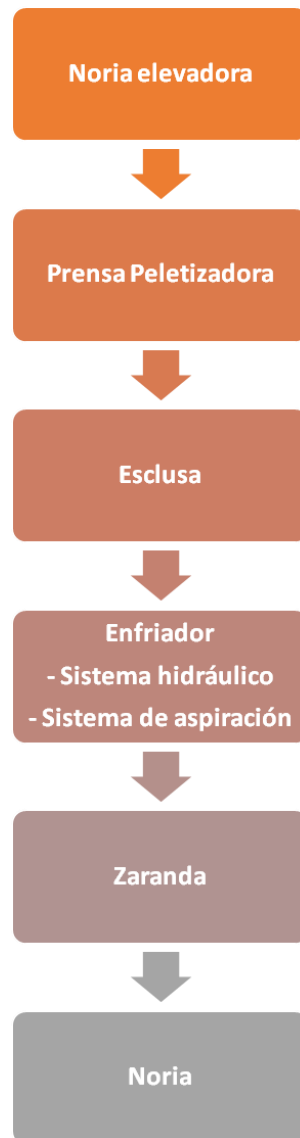 Noria elevadora
Prensa Peletizadora
Esclusa
Enfriador
- Sistema hidráulico
- Sistema de aspiración
Zaranda
Noria